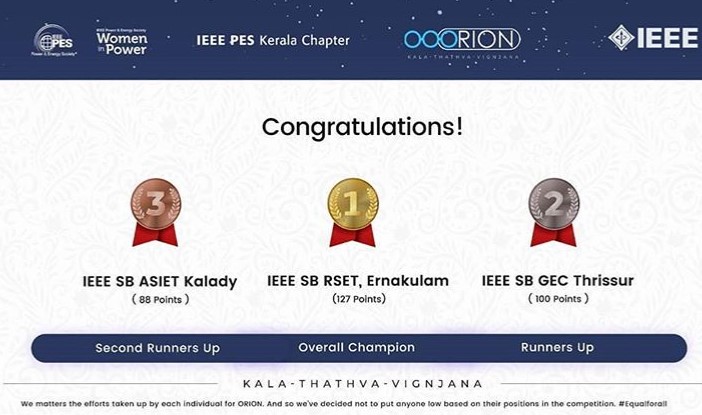 IEEE
PES
Power & Energy Society
IEEE Power & Energy Society
Women
in Power
IEEE PES Kerala Chapter
OOORION
KALA-THATHVA-VIGNJANA
IEEE
Congratulations!
3
1
2
IEEE SB ASIET Kalady
( 88 Points )
IEEE SB RSET, Ernakulam
(127 Points)
IEEE SB GEC Thrissur
( 100 Points )
Second Runners Up
Overall Champion
Runners Up
KALA-THATHVA-VIGNJANA
We matters the efforts taken up by each individual for ORION. And so we've decided not to put anyone low based on their positions in the competition. #Equalforall